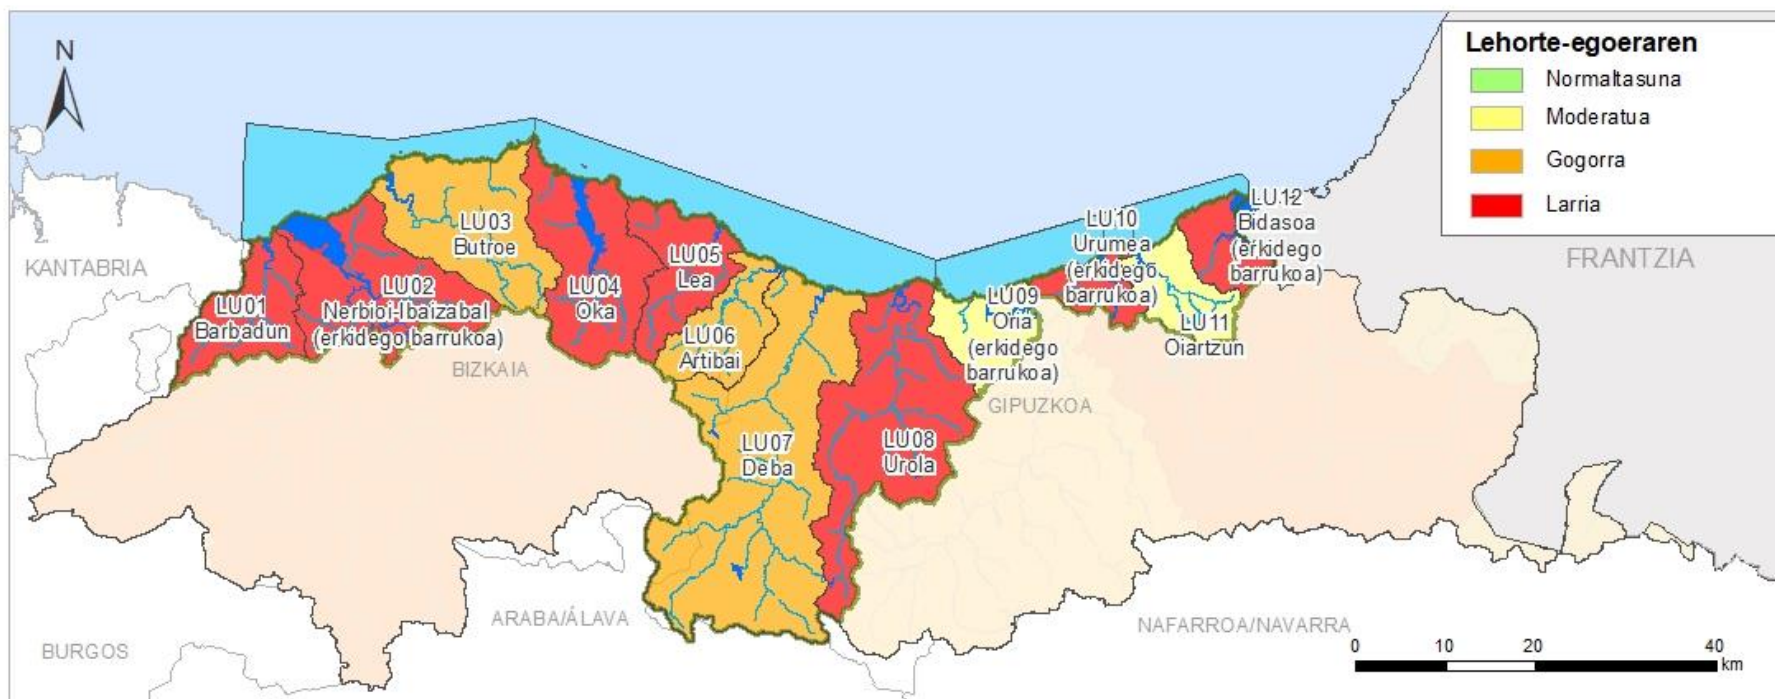 N
Lehorte-egoeraren
Normaltasuna
Moderatua
Gogorra
Larria
KANTABRIA
FRANTZIA
BIZKAIA
GIPUZKOA
ARABA/ÁLAVA
NAFARROA/NAVARRA
BURGOS
LU01
Barbadun
LU02
Nerbioi-Ibaizabal
(erkidego barrukoa)
LU03
Butroe
LU04
Oka
LU05
Lea
LU06
Artibai
LU07
Deba
LU08
Urola
LU09
Oria
(erkidego
barrukoa)
LU10
Urumea
(erkidego
barrukoa)
LU11
Oiartzun
LU12
Bidasoa
(erkidego
barrukoa)
0 10 20 40
km